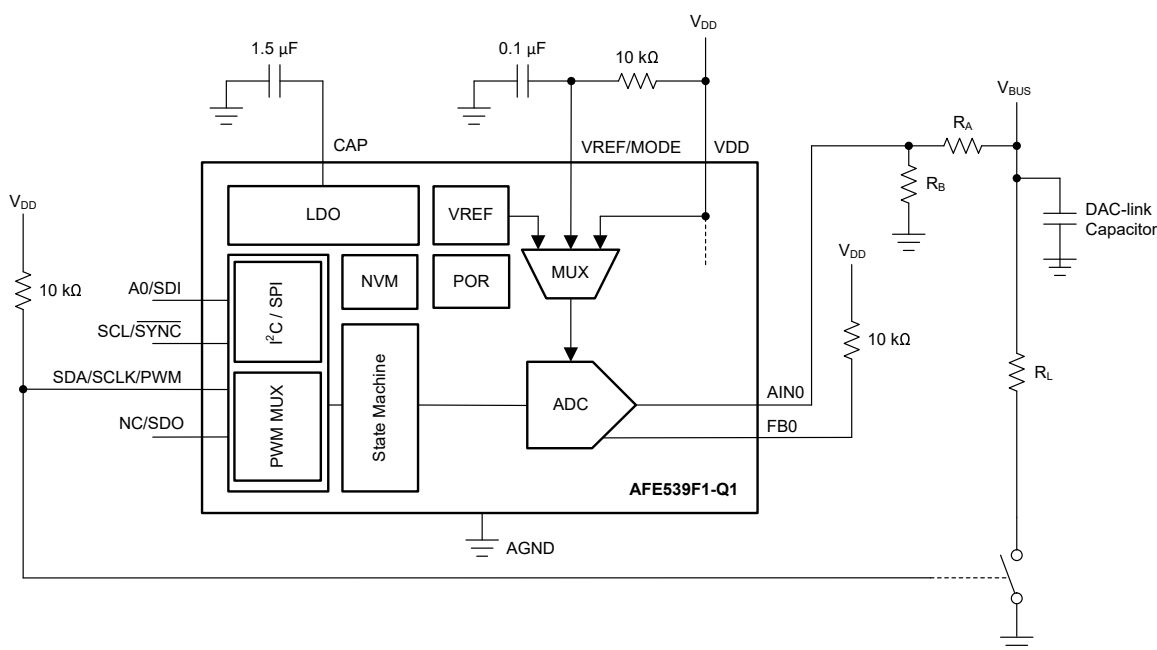 V_DD
1.5 µF
0.1 µF
10 kΩ
CAP
VREF/MODE
VDD
V_BUS
R_A
R_B
DAC-link
Capacitor
V_DD
10 kΩ
LDO
VREF
MUX
NVM
POR
V_DD
10 kΩ
A0/SDI
SCL/S̅Y̅N̅C̅
SDA/SCLK/PWM
NC/SDO
I²C / SPI
PWM MUX
State Machine
ADC
AIN0
FB0
R_L
AFE539F1-Q1
AGND